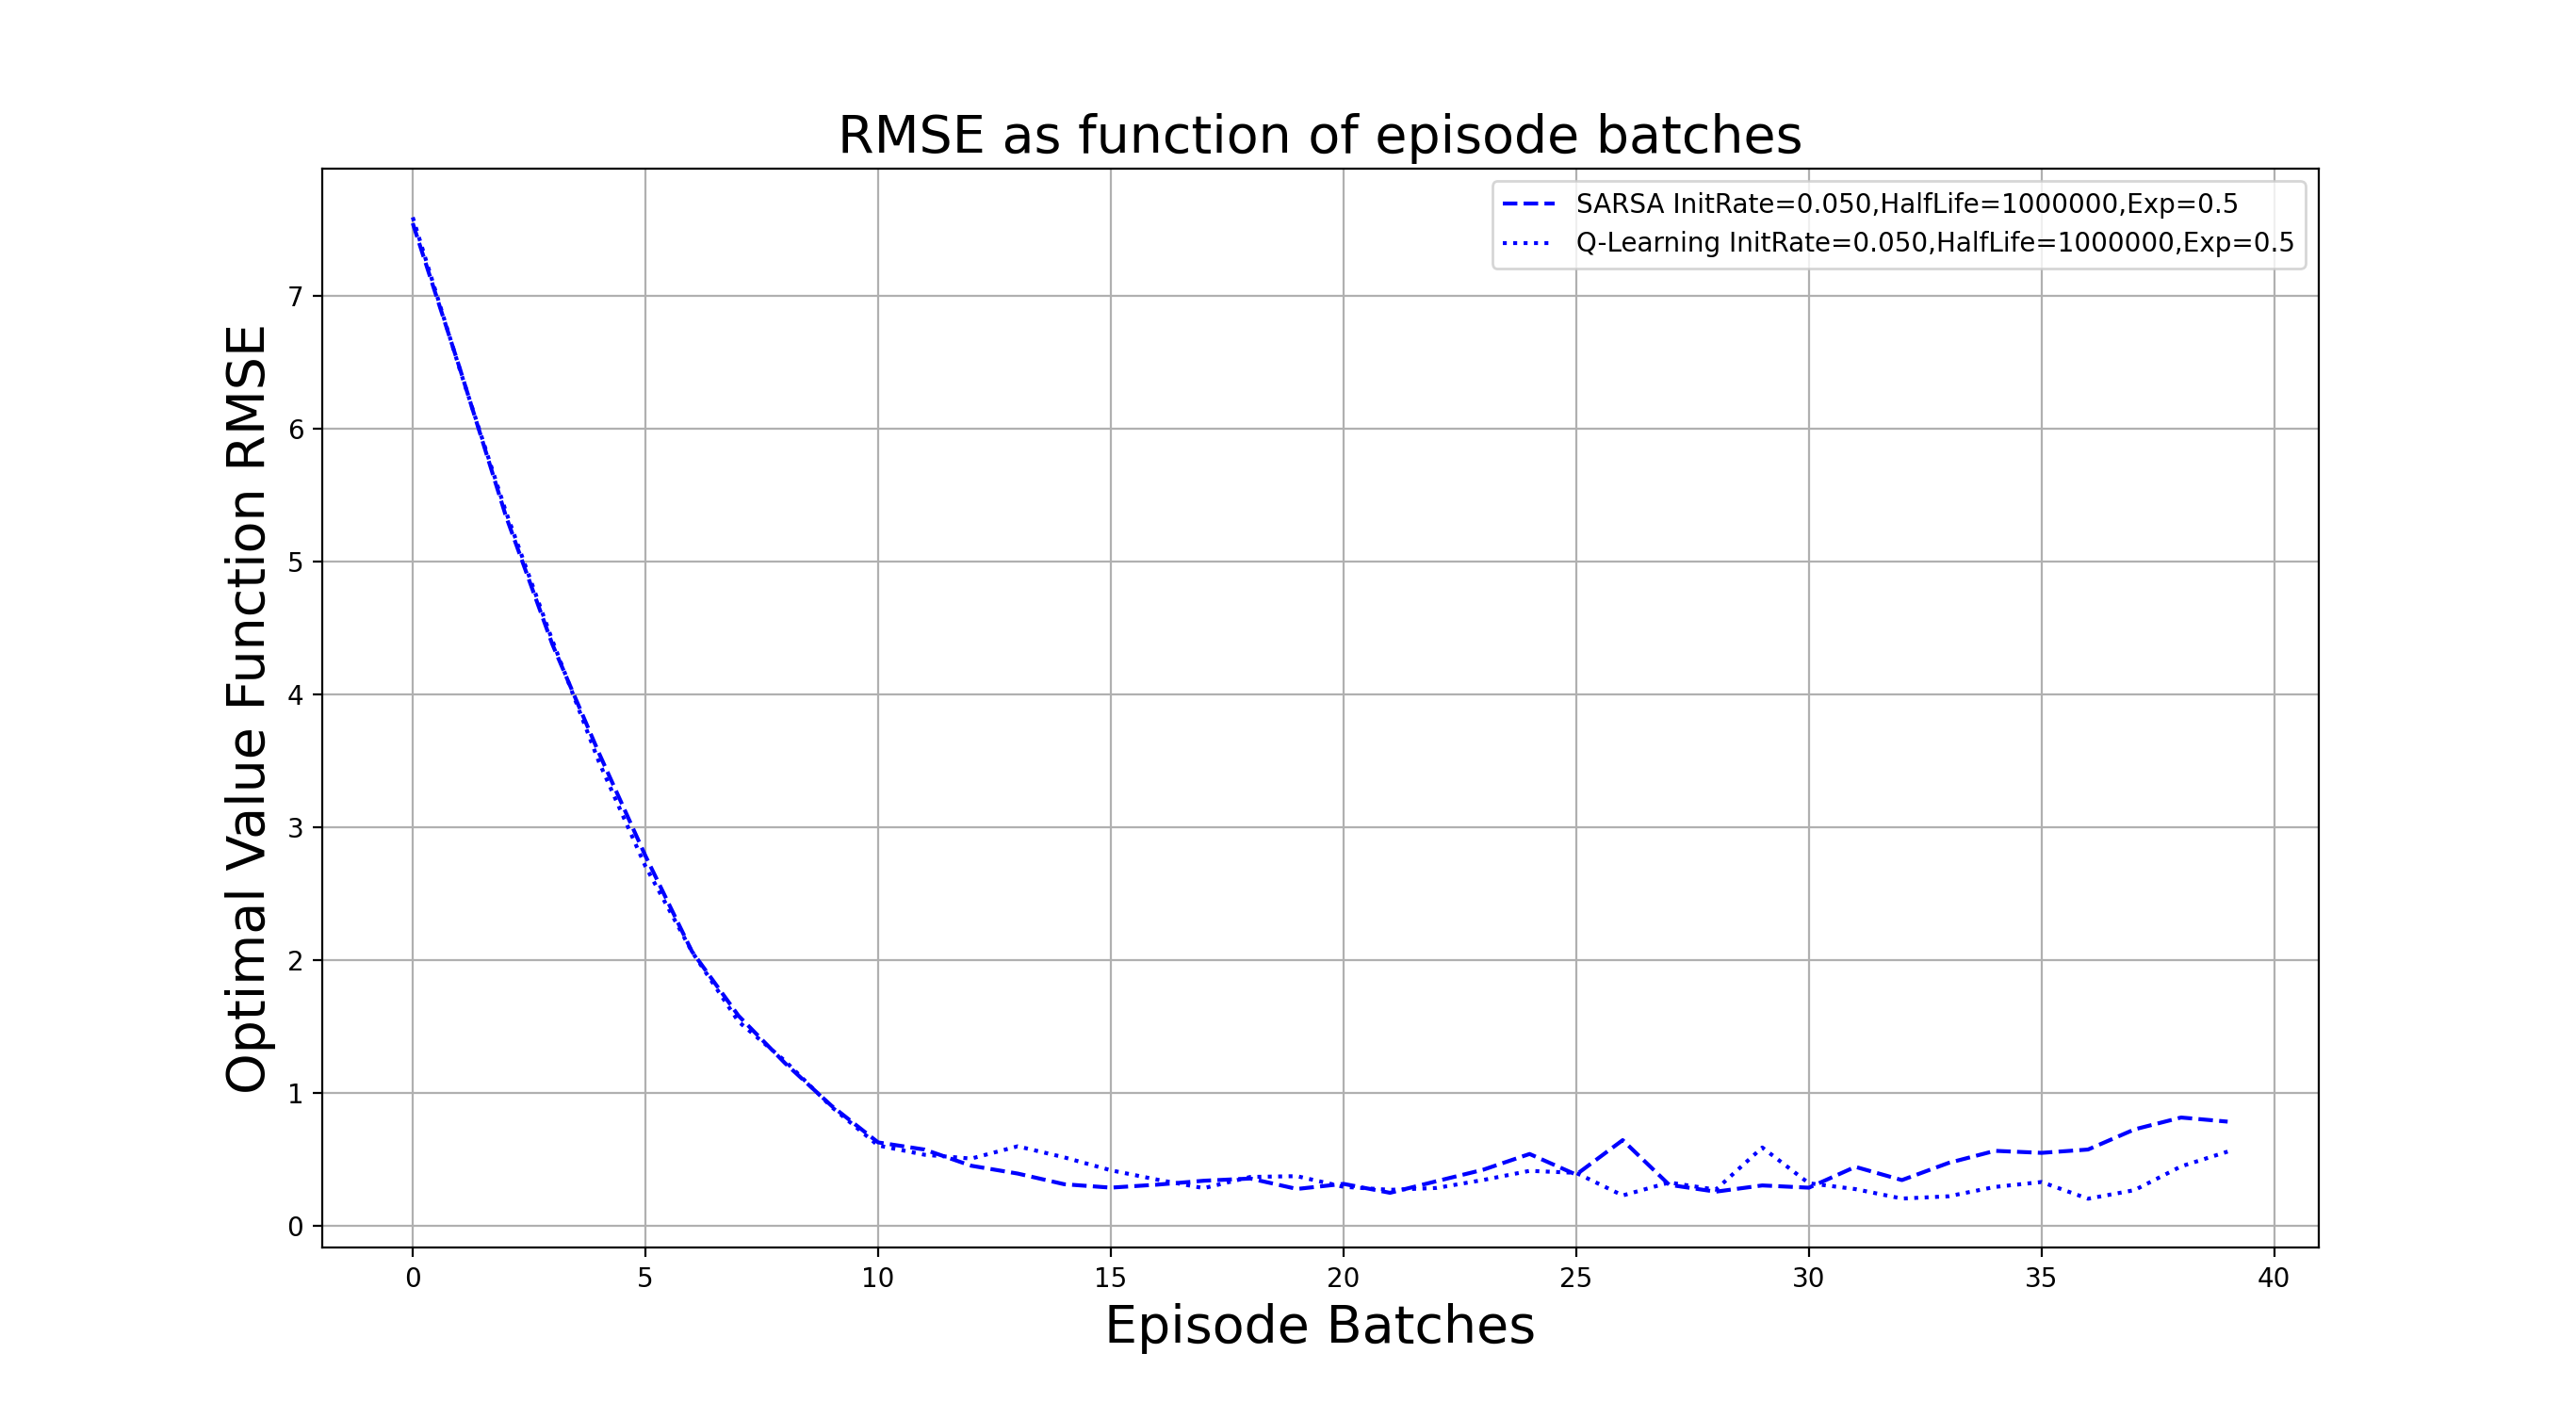 RMSE as function of episode batches
SARSA InitRate=0.050,HalfLife=1000000,Exp=0.5
Q-Learning InitRate=0.050,HalfLife=1000000,Exp=0.5
Optimal Value Function RMSE
7
6
5
4
3
2
1
0
0 5 10 15 20 25 30 35 40
Episode Batches